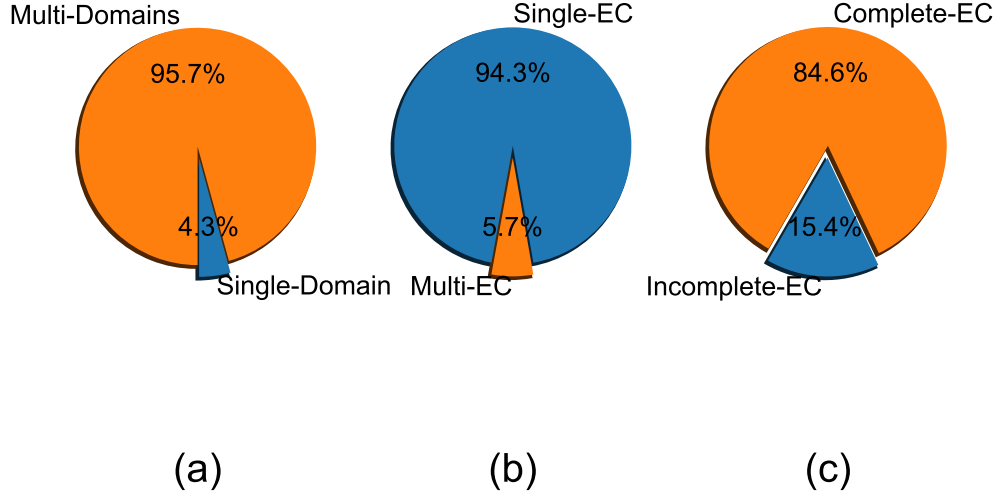 Multi-Domains
95.7%
4.3%
Single-Domain
(a)
Single-EC
94.3%
5.7%
Multi-EC
(b)
Complete-EC
84.6%
15.4%
Incomplete-EC
(c)